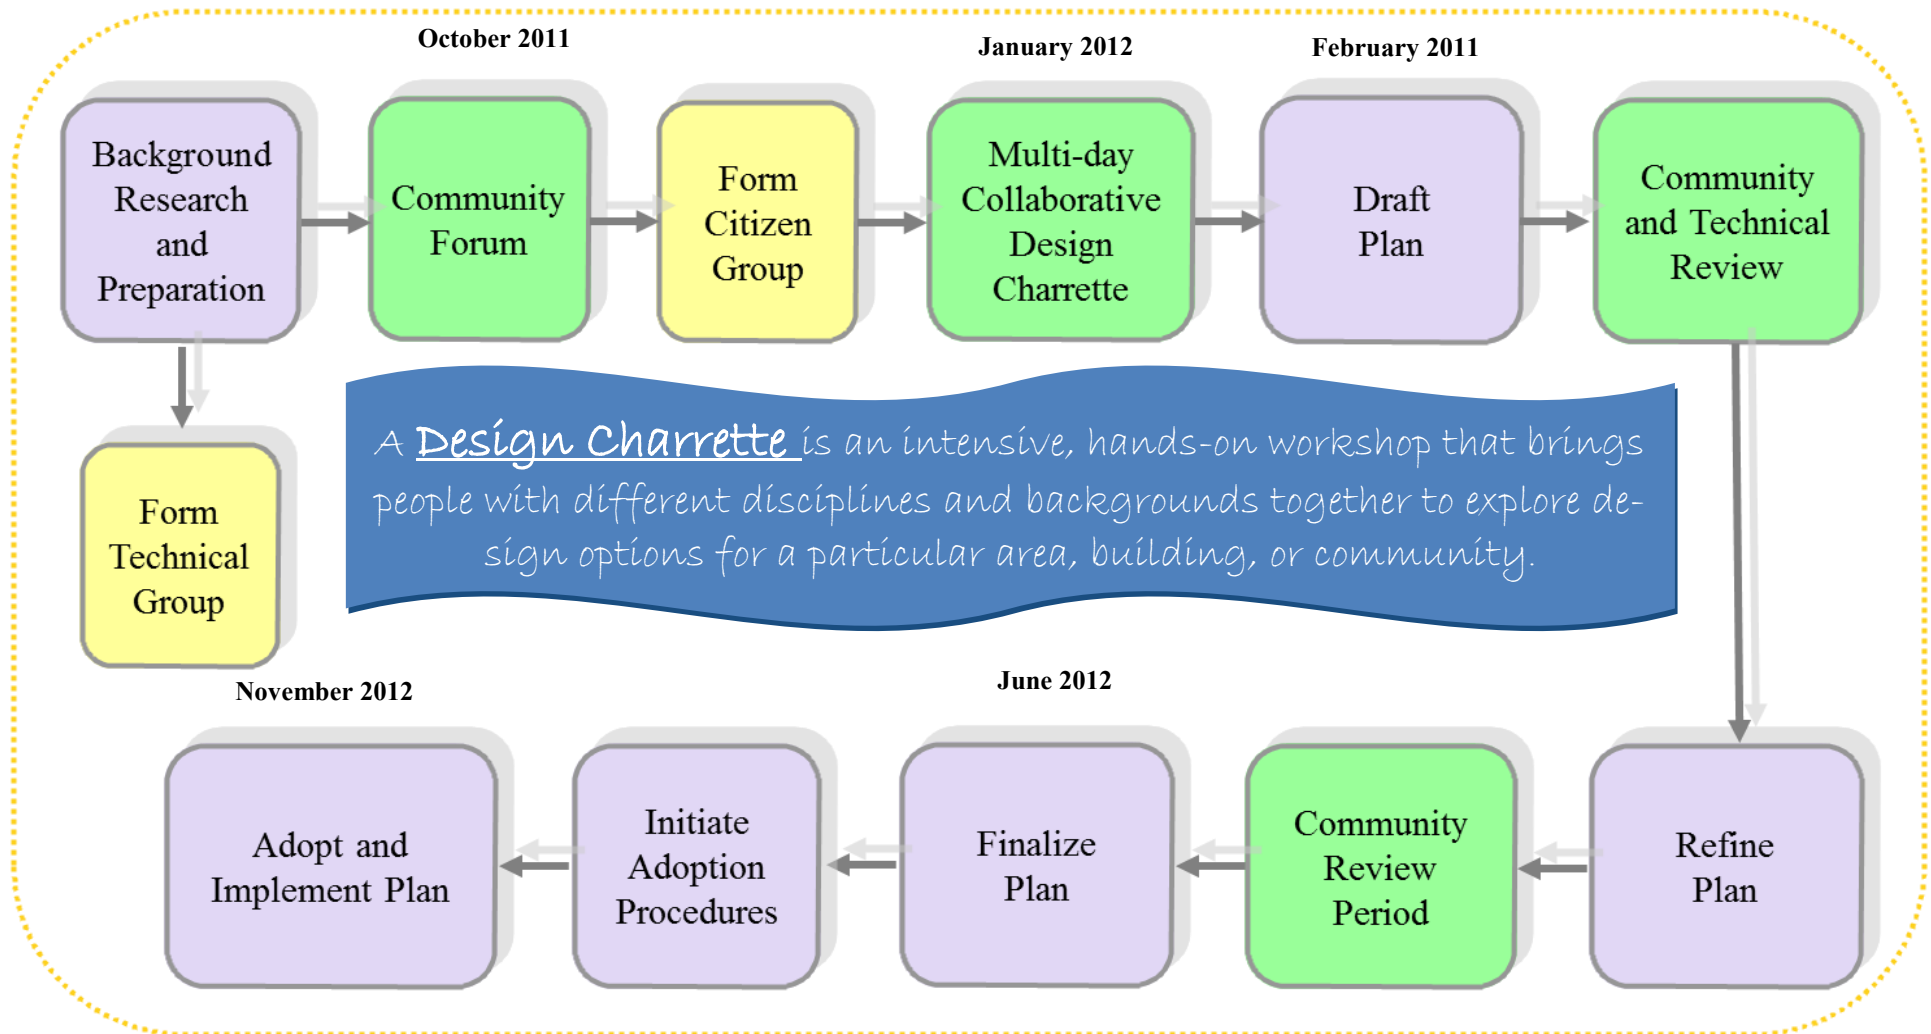 October 2011
January 2012
February 2011
Background
Research
and
Preparation
Community
Forum
Form
Citizen
Group
Multi-day
Collaborative
Design
Charrette
Draft
Plan
Community
and Technical
Review
Form
Technical
Group
A Design Charrette is an intensive, hands-on workshop that brings
people with different disciplines and backgrounds together to explore de-
sign options for a particular area, building, or community.
November 2012
June 2012
Adopt and
Implement Plan
Initiate
Adoption
Procedures
Finalize
Plan
Community
Review
Period
Refine
Plan